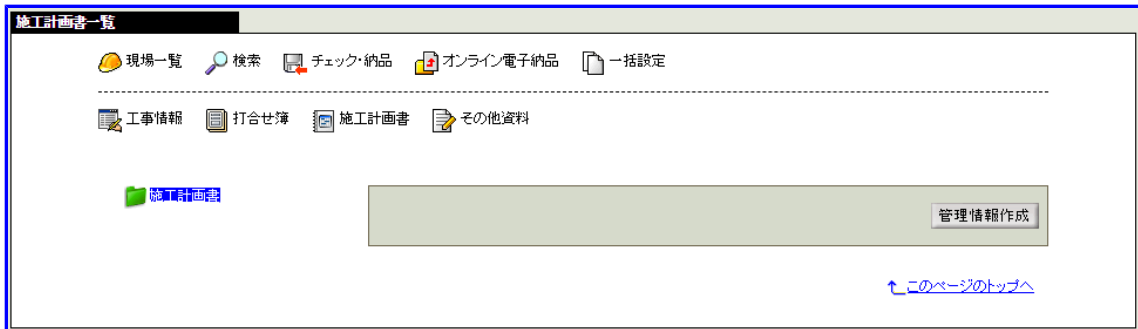 施工計画書一覧
現場一覧 検索 チェック・納品 オンライン電子納品 一括設定
工事情報 打合せ簿 施工計画書 その他資料
施工計画書
管理情報作成
このページのトップへ